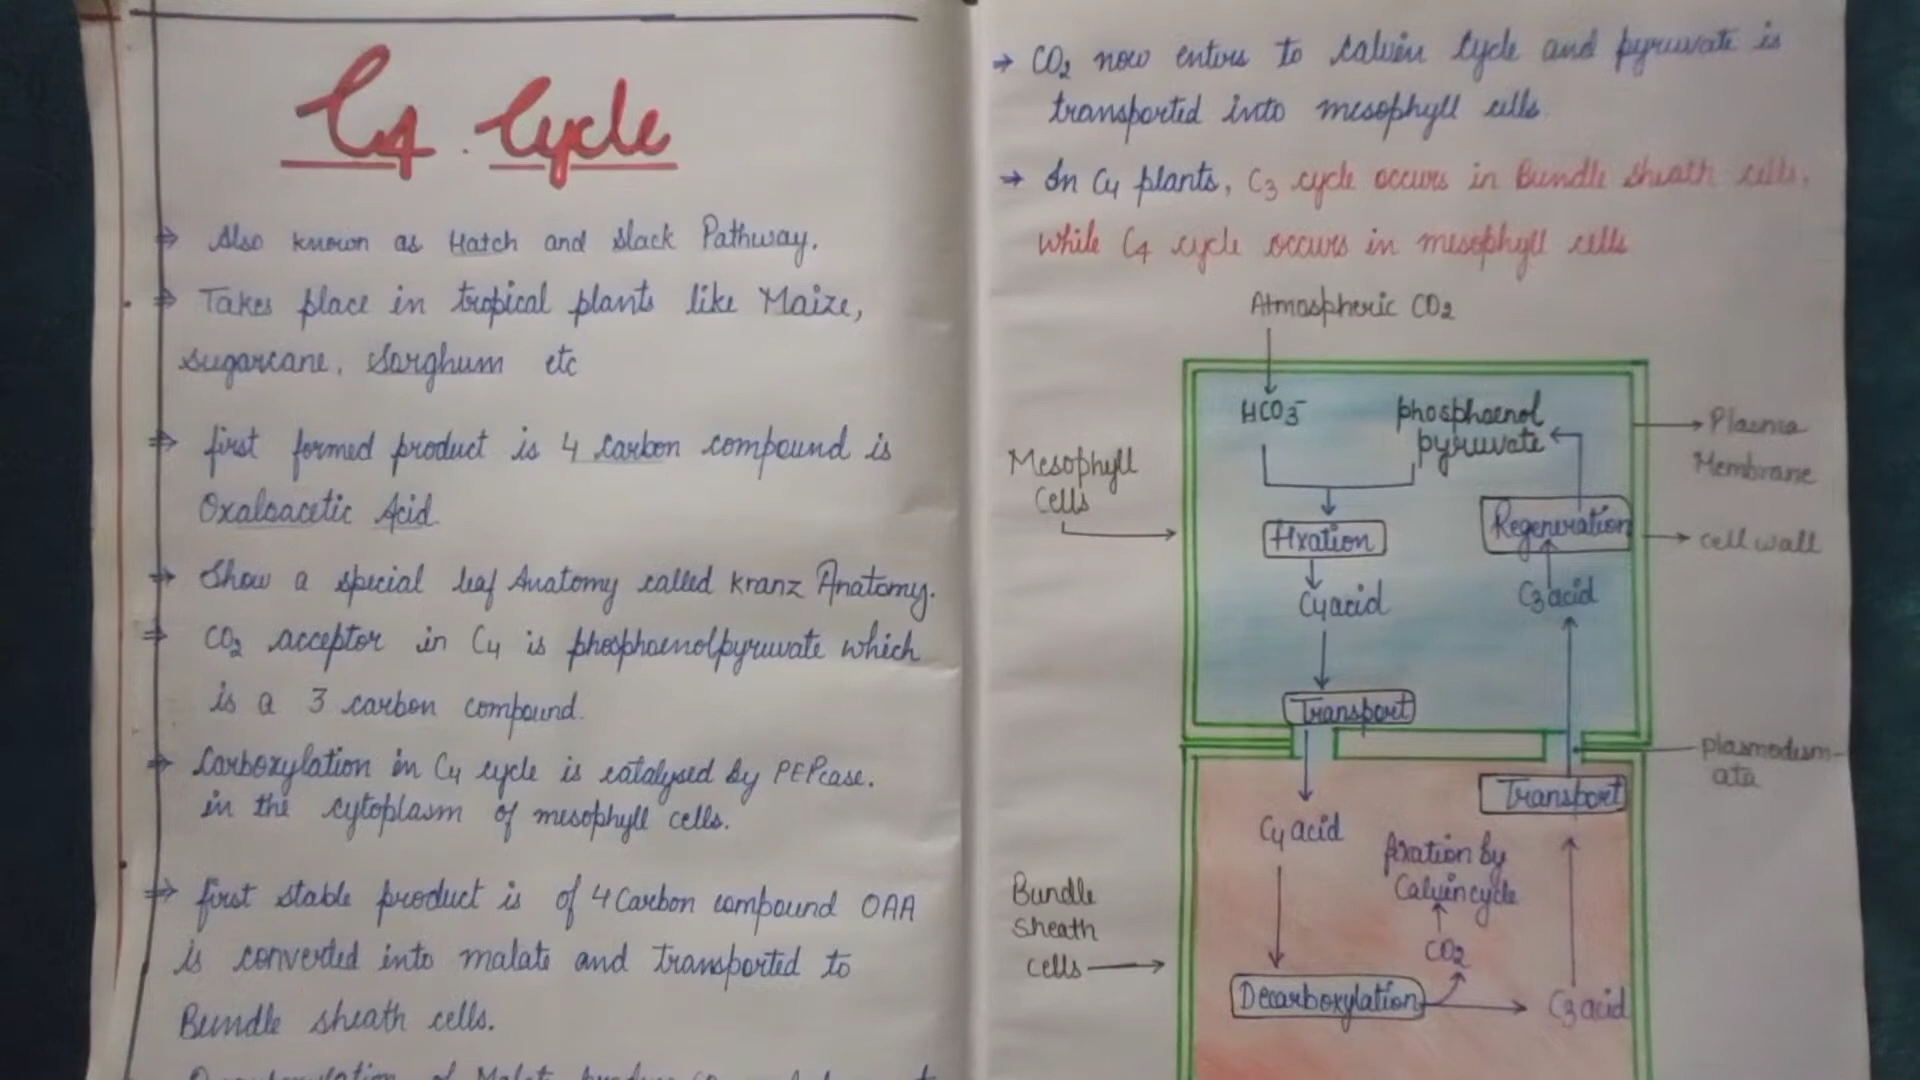 C4 Cycle
⇒ Also known as Hatch and Slack Pathway.
⇒ Takes place in tropical plants like Maize,
sugarcane, Sorghum etc
⇒ first formed product is 4 carbon compound is
Oxaloacetic Acid.
⇒ Show a special leaf Anatomy called Kranz Anatomy.
⇒ CO2 acceptor in C4 is phosphoenolpyruvate which
is a 3 carbon compound.
⇒ Carboxylation in C4 cycle is catalysed by PEPcase.
in the cytoplasm of mesophyll cells.
⇒ first stable product is of 4 Carbon compound OAA
is converted into malate and transported to
Bundle sheath cells.
→ CO2 now enters to calvin cycle and pyruvate is
transported into mesophyll cells
→ In C4 plants, C3 cycle occurs in Bundle sheath cells,
while C4 cycle occurs in mesophyll cells
Atmospheric CO2
HCO3⁻
phosphoenol
pyruvate
Plasma
Membrane
Mesophyll
Cells
Fixation
Regeneration
cell wall
C4 acid
C3 acid
Transport
plasmodesm-
ata
Transport
C4 acid
fixation by
Calvin cycle
Bundle
sheath
cells
CO2
Decarboxylation
C3 acid